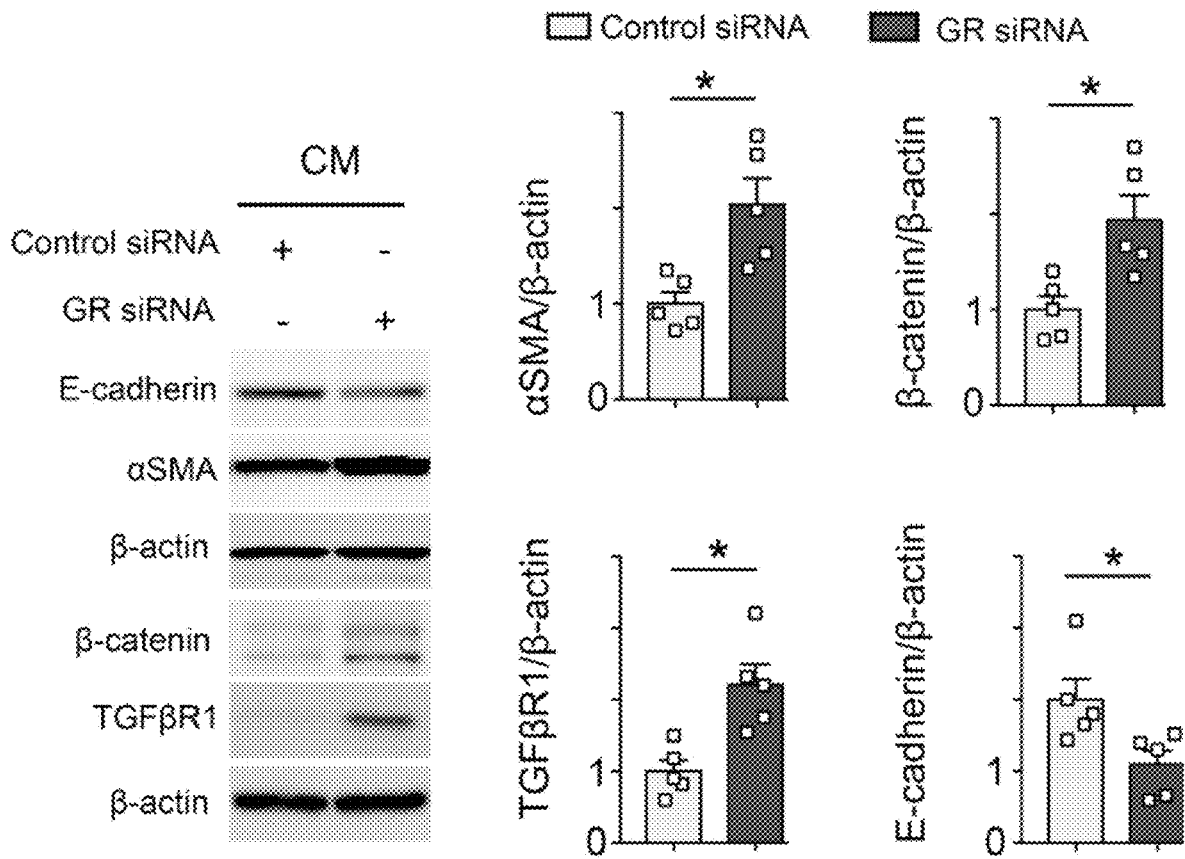 Control siRNA GR siRNA
CM
Control siRNA + -
GR siRNA - +
E-cadherin
αSMA
β-actin
β-catenin
TGFβR1
β-actin
*
αSMA/β-actin
1
0
*
β-catenin/β-actin
1
0
*
TGFβR1/β-actin
1
0
*
E-cadherin/β-actin
1
0